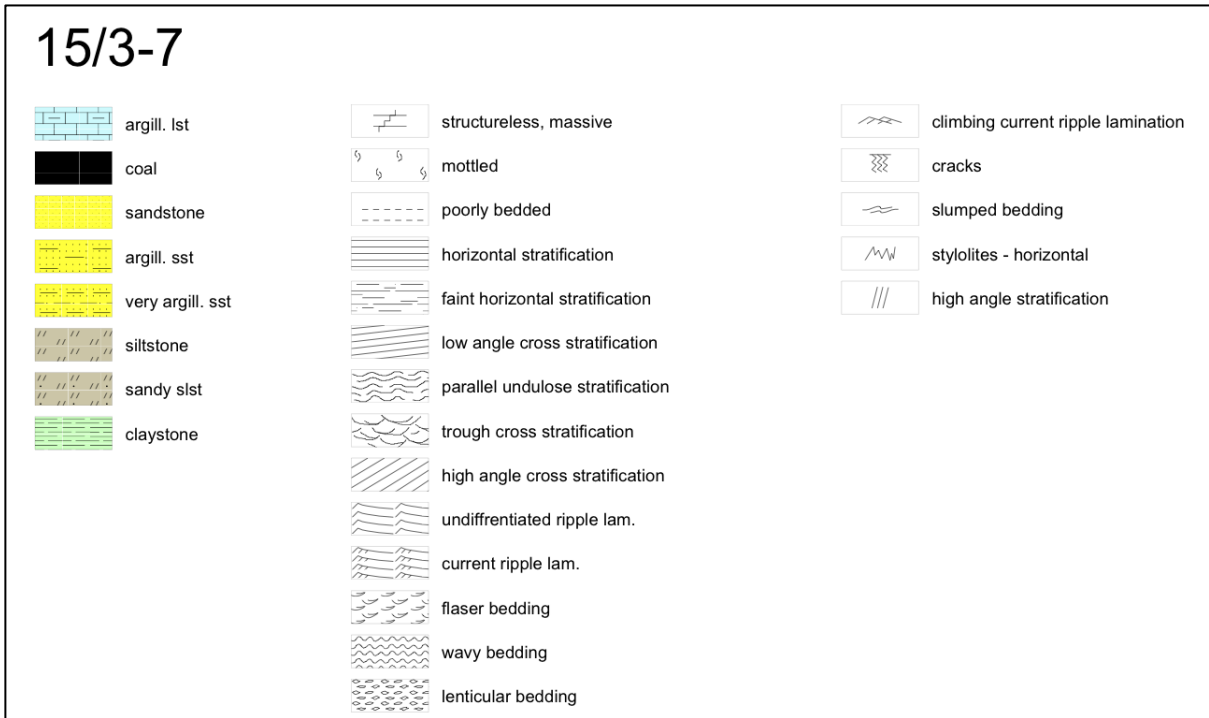 15/3-7
argill. lst
coal
sandstone
argill. sst
very argill. sst
siltstone
sandy slst
claystone
structureless, massive
mottled
poorly bedded
horizontal stratification
faint horizontal stratification
low angle cross stratification
parallel undulose stratification
trough cross stratification
high angle cross stratification
undiffrentiated ripple lam.
current ripple lam.
flaser bedding
wavy bedding
lenticular bedding
climbing current ripple lamination
cracks
slumped bedding
stylolites - horizontal
high angle stratification